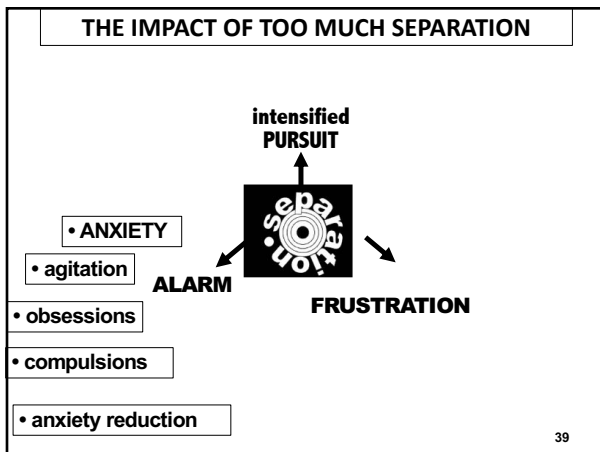 THE IMPACT OF TOO MUCH SEPARATION
intensified
PURSUIT
separation •
• ANXIETY
• agitation
ALARM
FRUSTRATION
• obsessions
• compulsions
• anxiety reduction
39